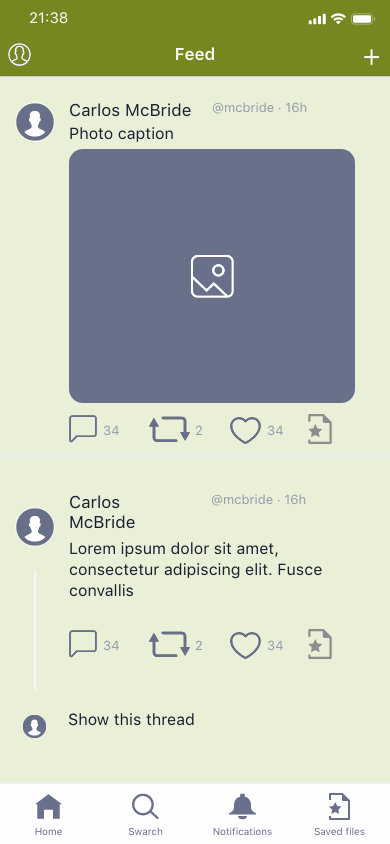 21:38
Feed
Carlos McBride @mcbride · 16h
Photo caption
34 2 34
Carlos @mcbride · 16h
McBride
Lorem ipsum dolor sit amet,
consectetur adipiscing elit. Fusce
convallis
34 2 34
Show this thread
Home Swarch Notifications Saved files